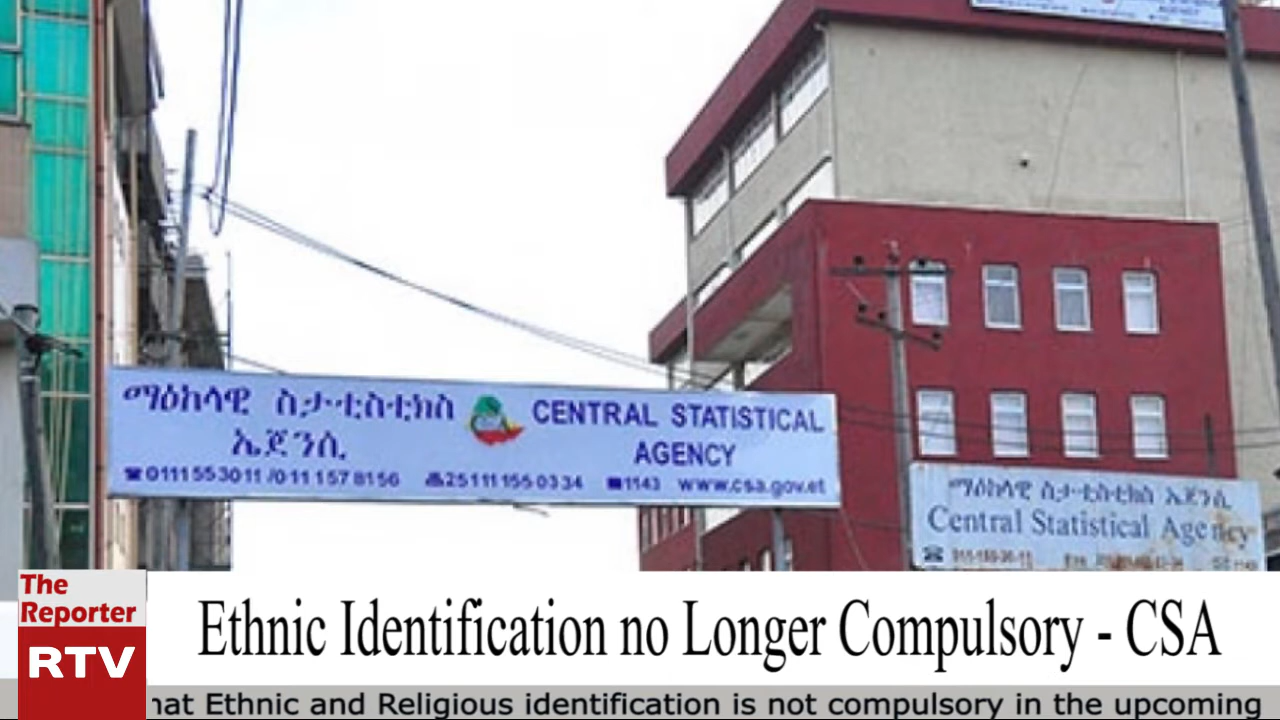 AGENCY
ማዕከላዊ ስታቲስቲክስ
ኤጀንሲ
CENTRAL STATISTICAL
AGENCY
0111553011/0111578156 251111550334 1143 www.csa.gov.et
ማዕከላዊ ስታቲስቲክስ ኤጀንሲ
Central Statistical Agency
The
Reporter
RTV
Ethnic Identification no Longer Compulsory - CSA
hat Ethnic and Religious identification is not compulsory in the upcoming